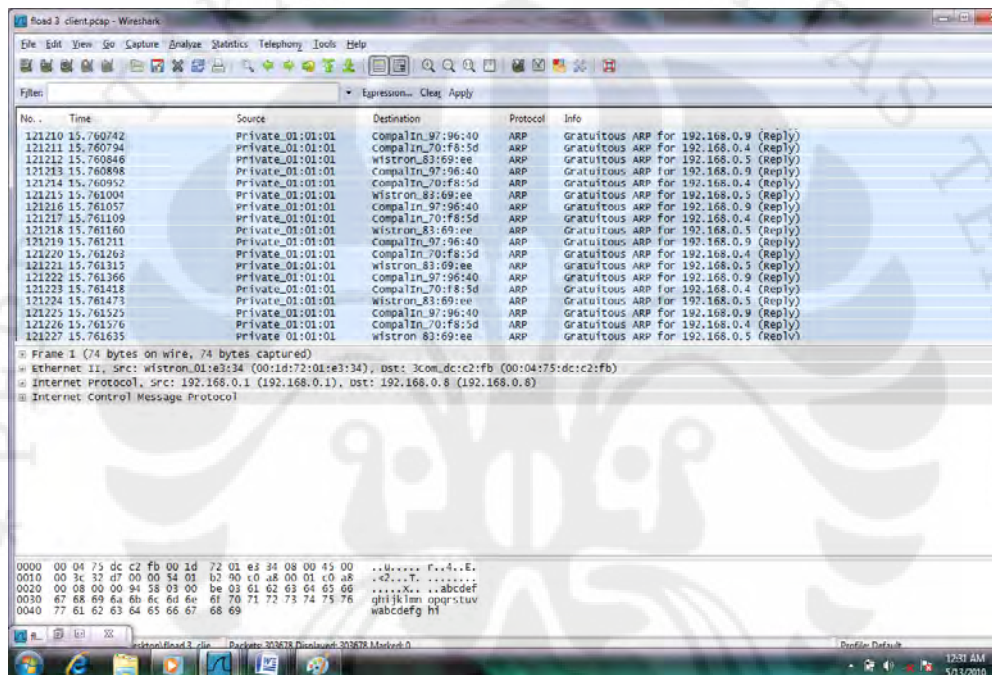 fload 3 client.pcap - Wireshark
File Edit View Go Capture Analyze Statistics Telephony Tools Help
Filter: Expression... Clear Apply
No. . Time Source Destination Protocol Info
121210 15.760742 Private_01:01:01 CompalIn_97:96:40 ARP Gratuitous ARP for 192.168.0.9 (Reply)
121211 15.760794 Private_01:01:01 CompalIn_70:f8:5d ARP Gratuitous ARP for 192.168.0.4 (Reply)
121212 15.760846 Private_01:01:01 Wistron_83:69:ee ARP Gratuitous ARP for 192.168.0.5 (Reply)
121213 15.760898 Private_01:01:01 CompalIn_97:96:40 ARP Gratuitous ARP for 192.168.0.9 (Reply)
121214 15.760952 Private_01:01:01 CompalIn_70:f8:5d ARP Gratuitous ARP for 192.168.0.4 (Reply)
121215 15.761004 Private_01:01:01 Wistron_83:69:ee ARP Gratuitous ARP for 192.168.0.5 (Reply)
121216 15.761057 Private_01:01:01 CompalIn_97:96:40 ARP Gratuitous ARP for 192.168.0.9 (Reply)
121217 15.761109 Private_01:01:01 CompalIn_70:f8:5d ARP Gratuitous ARP for 192.168.0.4 (Reply)
121218 15.761160 Private_01:01:01 Wistron_83:69:ee ARP Gratuitous ARP for 192.168.0.5 (Reply)
121219 15.761211 Private_01:01:01 CompalIn_97:96:40 ARP Gratuitous ARP for 192.168.0.9 (Reply)
121220 15.761263 Private_01:01:01 CompalIn_70:f8:5d ARP Gratuitous ARP for 192.168.0.4 (Reply)
121221 15.761315 Private_01:01:01 Wistron_83:69:ee ARP Gratuitous ARP for 192.168.0.5 (Reply)
121222 15.761366 Private_01:01:01 CompalIn_97:96:40 ARP Gratuitous ARP for 192.168.0.9 (Reply)
121223 15.761418 Private_01:01:01 CompalIn_70:f8:5d ARP Gratuitous ARP for 192.168.0.4 (Reply)
121224 15.761473 Private_01:01:01 Wistron_83:69:ee ARP Gratuitous ARP for 192.168.0.5 (Reply)
121225 15.761525 Private_01:01:01 CompalIn_97:96:40 ARP Gratuitous ARP for 192.168.0.9 (Reply)
121226 15.761576 Private_01:01:01 CompalIn_70:f8:5d ARP Gratuitous ARP for 192.168.0.4 (Reply)
121227 15.761635 Private_01:01:01 Wistron_83:69:ee ARP Gratuitous ARP for 192.168.0.5 (Reply)
Frame 1 (74 bytes on wire, 74 bytes captured)
Ethernet II, Src: Wistron_01:e3:34 (00:1d:72:01:e3:34), Dst: 3Com_dc:c2:fb (00:04:75:dc:c2:fb)
Internet Protocol, Src: 192.168.0.1 (192.168.0.1), Dst: 192.168.0.8 (192.168.0.8)
Internet Control Message Protocol
0000 00 04 75 dc c2 fb 00 1d 72 01 e3 34 08 00 45 00 ..u..... r..4..E.
0010 00 3c 32 d7 00 00 54 01 b2 90 c0 a8 00 01 c0 a8 .<2...T. ........
0020 00 08 00 00 94 58 03 00 be 03 61 62 63 64 65 66 .....X.. ..abcdef
0030 67 68 69 6a 6b 6c 6d 6e 6f 70 71 72 73 74 75 76 ghijklmn opqrstuv
0040 77 61 62 63 64 65 66 67 68 69 wabcdefg hi
esktop\fload 3 clie... Packets: 303678 Displayed: 303678 Marked: 0 Profile: Default
12:31 AM
5/13/2010